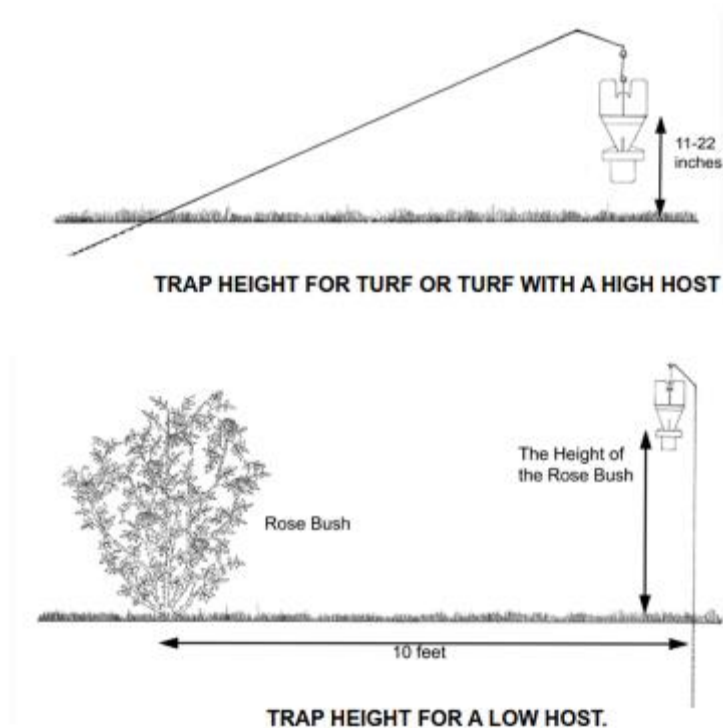 11-22
inches
TRAP HEIGHT FOR TURF OR TURF WITH A HIGH HOST
The Height of
the Rose Bush
Rose Bush
10 feet
TRAP HEIGHT FOR A LOW HOST.